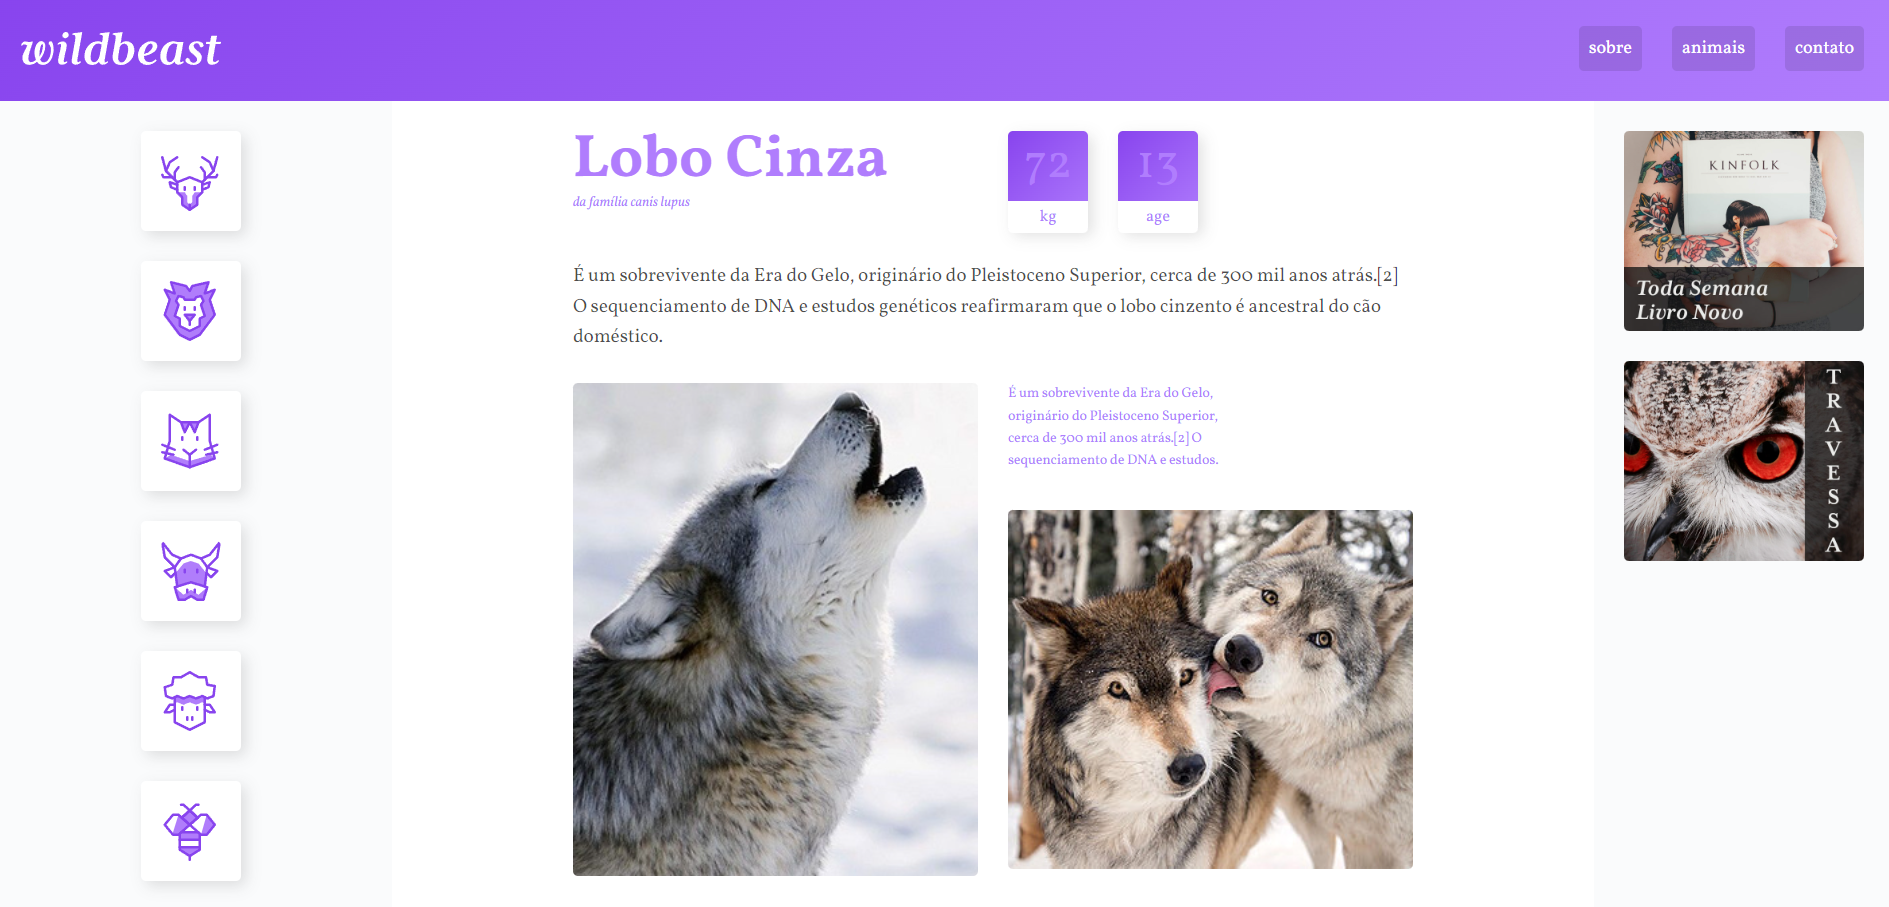 wildbeast
sobre
animais
contato
Lobo Cinza
da família canis lupus
72
kg
13
age
É um sobrevivente da Era do Gelo, originário do Pleistoceno Superior, cerca de 300 mil anos atrás.[2]
O sequenciamento de DNA e estudos genéticos reafirmaram que o lobo cinzento é ancestral do cão
doméstico.
É um sobrevivente da Era do Gelo,
originário do Pleistoceno Superior,
cerca de 300 mil anos atrás.[2] O
sequenciamento de DNA e estudos.
KINFOLK
Toda Semana
Livro Novo
TRAVESSA